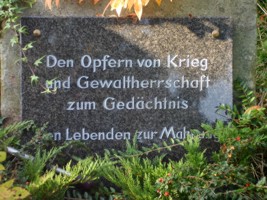 Den Opfern von Krieg
und Gewaltherrschaft
zum Gedächtnis
Lebenden zur